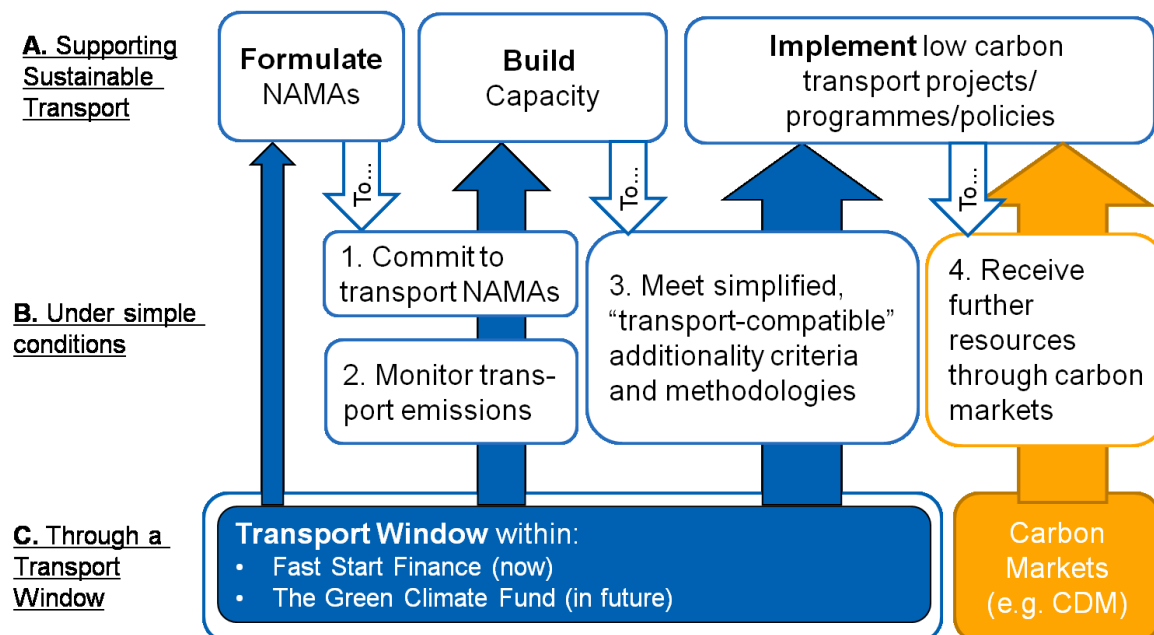 A. Supporting
Sustainable
Transport
Formulate
NAMAs
Build
Capacity
Implement low carbon
transport projects/
programmes/policies
To...
To...
To...
B. Under simple
conditions
1. Commit to
transport NAMAs
2. Monitor trans-
port emissions
3. Meet simplified,
“transport-compatible”
additionality criteria
and methodologies
4. Receive
further
resources
through carbon
markets
C. Through a
Transport
Window
Transport Window within:
• Fast Start Finance (now)
• The Green Climate Fund (in future)
Carbon
Markets
(e.g. CDM)